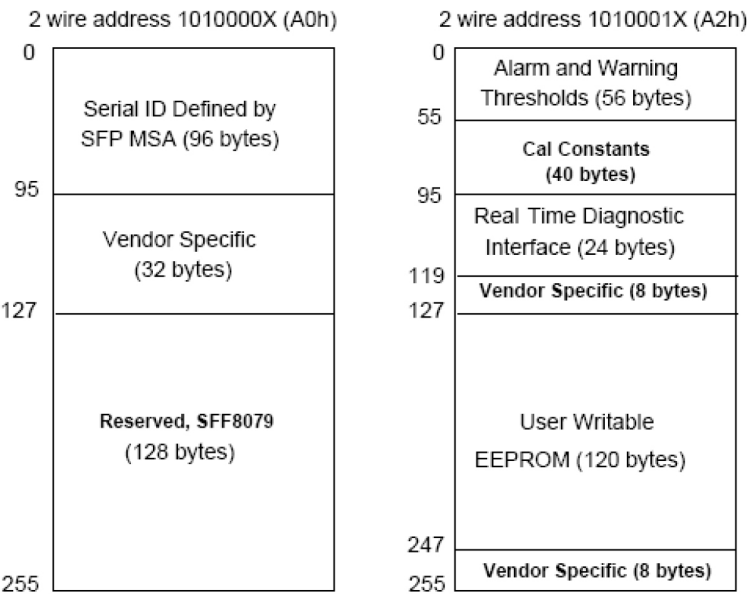 2 wire address 1010000X (A0h)
0
Serial ID Defined by
SFP MSA (96 bytes)
95
Vendor Specific
(32 bytes)
127
Reserved, SFF8079
(128 bytes)
255
2 wire address 1010001X (A2h)
0
Alarm and Warning
Thresholds (56 bytes)
55
Cal Constants
(40 bytes)
95
Real Time Diagnostic
Interface (24 bytes)
119
Vendor Specific (8 bytes)
127
User Writable
EEPROM (120 bytes)
247
Vendor Specific (8 bytes)
255